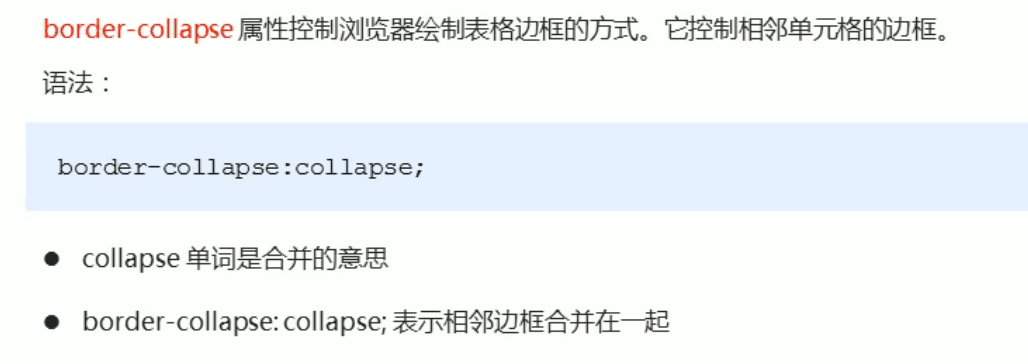 border-collapse 属性控制浏览器绘制表格边框的方式。它控制相邻单元格的边框。
语法：
border-collapse:collapse;
● collapse 单词是合并的意思
● border-collapse: collapse; 表示相邻边框合并在一起